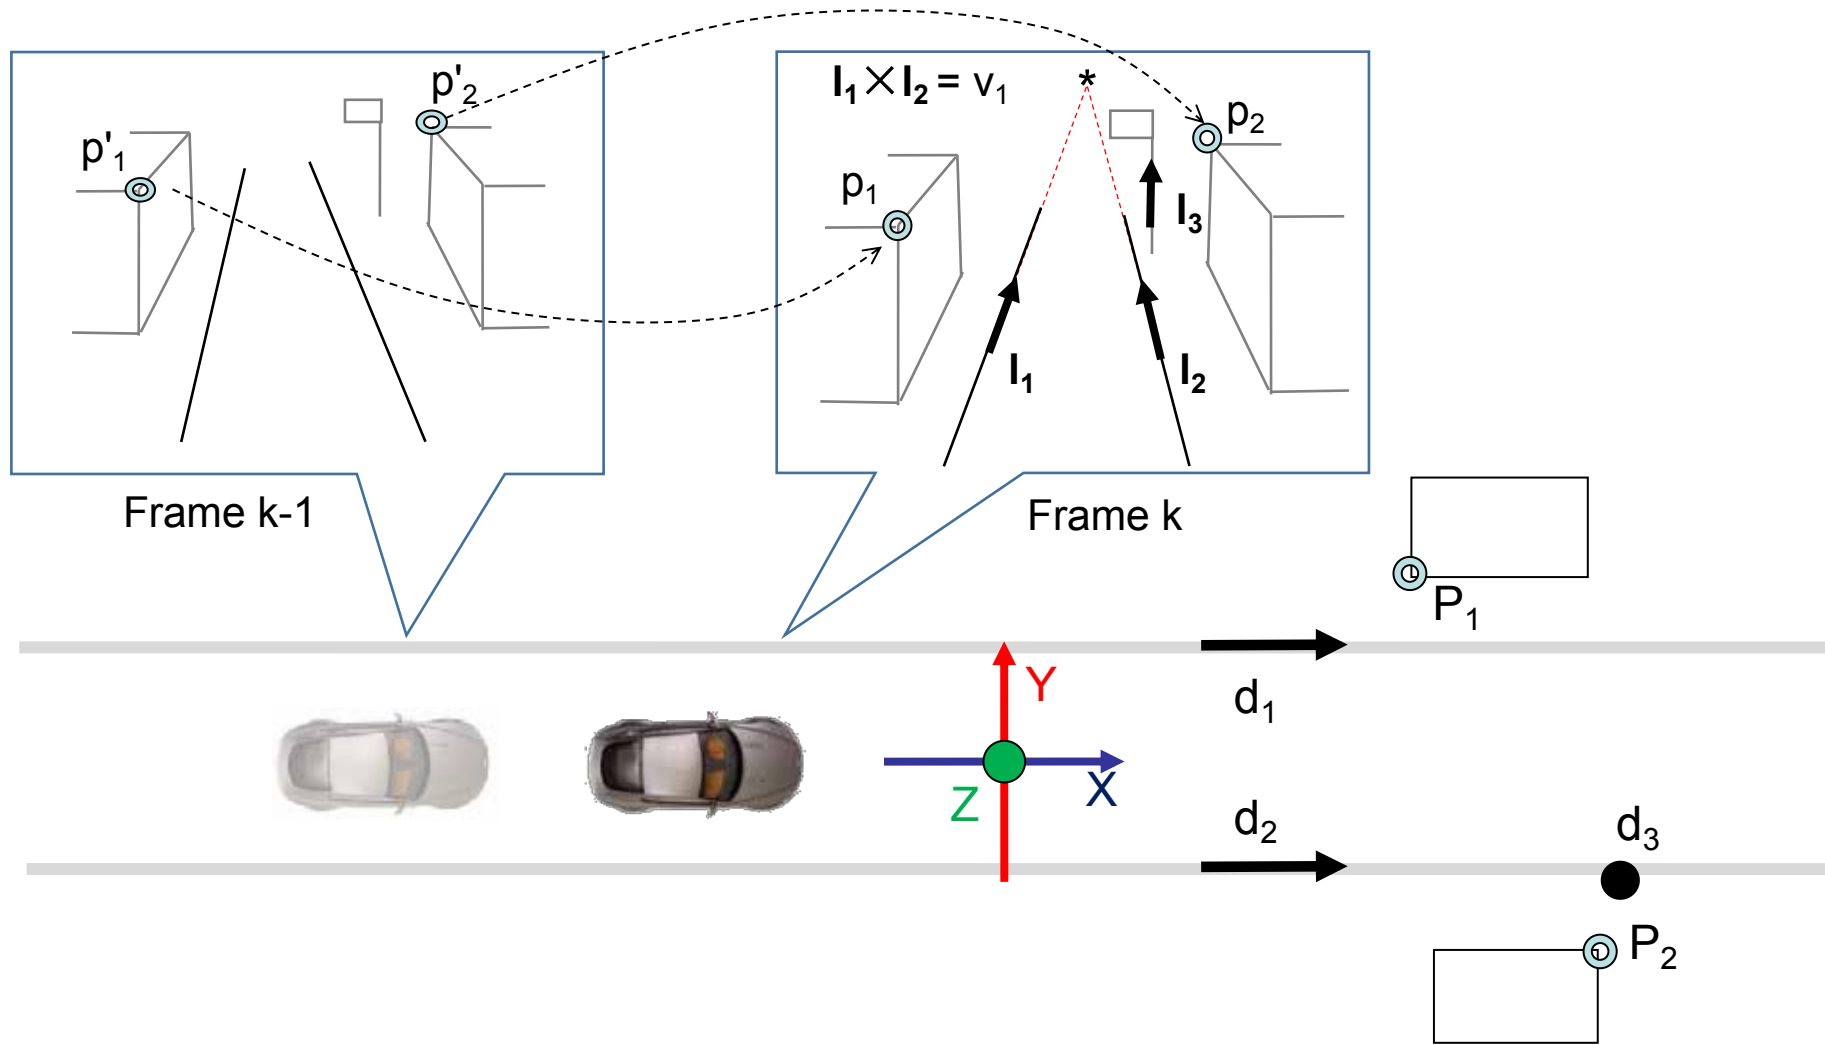 p'₁
p'₂
Frame k-1
l₁×l₂= v₁
*
p₁
p₂
l₃
l₁
l₂
Frame k
P₁
Y
d₁
Z
X
d₂
d₃
P₂